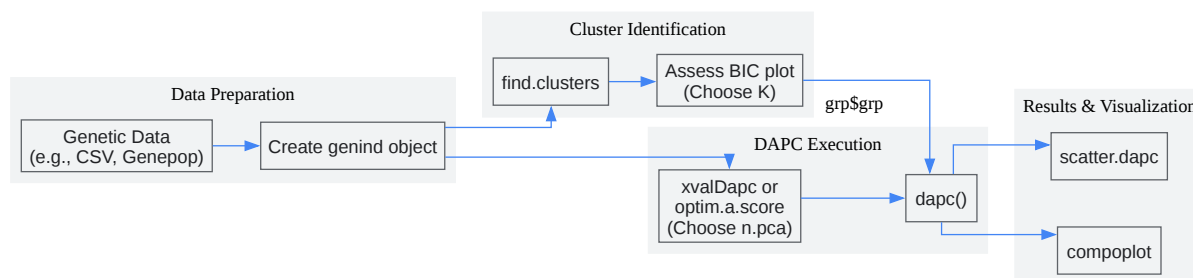 Cluster Identification
find.clusters
Assess BIC plot
(Choose K)
Data Preparation
Genetic Data
(e.g., CSV, Genepop)
Create genind object
grp$grp
DAPC Execution
xvalDapc or
optim.a.score
(Choose n.pca)
dapc()
Results & Visualization
scatter.dapc
compoplot